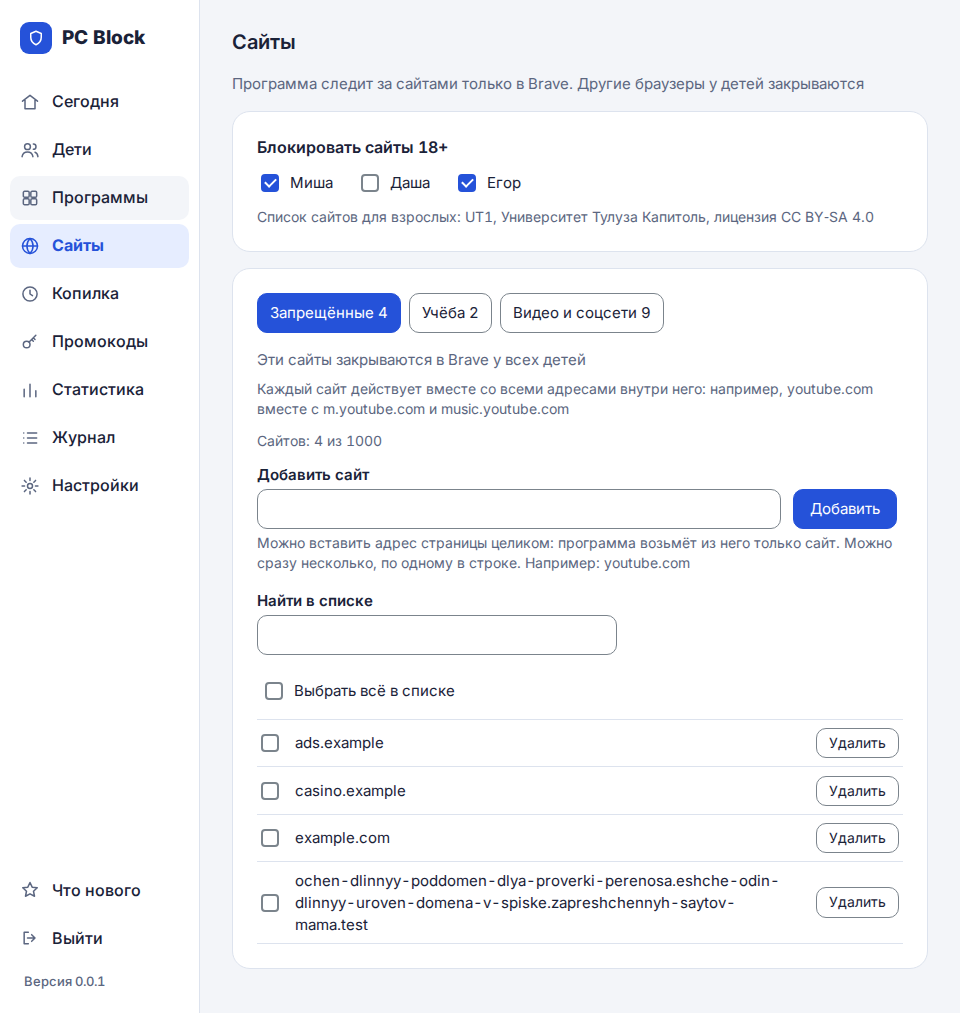 PC Block
Сегодня
Дети
Программы
Сайты
Копилка
Промокоды
Статистика
Журнал
Настройки
Что нового
Выйти
Версия 0.0.1
Сайты
Программа следит за сайтами только в Brave. Другие браузеры у детей закрываются
Блокировать сайты 18+
Миша
Даша
Егор
Список сайтов для взрослых: UT1, Университет Тулуза Капитоль, лицензия CC BY-SA 4.0
Запрещённые 4
Учёба 2
Видео и соцсети 9
Эти сайты закрываются в Brave у всех детей
Каждый сайт действует вместе со всеми адресами внутри него: например, youtube.com
вместе с m.youtube.com и music.youtube.com
Сайтов: 4 из 1000
Добавить сайт
Добавить
Можно вставить адрес страницы целиком: программа возьмёт из него только сайт. Можно
сразу несколько, по одному в строке. Например: youtube.com
Найти в списке
Выбрать всё в списке
ads.example
Удалить
casino.example
Удалить
example.com
Удалить
ochen-dlinnyy-poddomen-dlya-proverki-perenosa.eshche-odin-
dlinnyy-uroven-domena-v-spiske.zapreshchennyh-saytov-
mama.test
Удалить